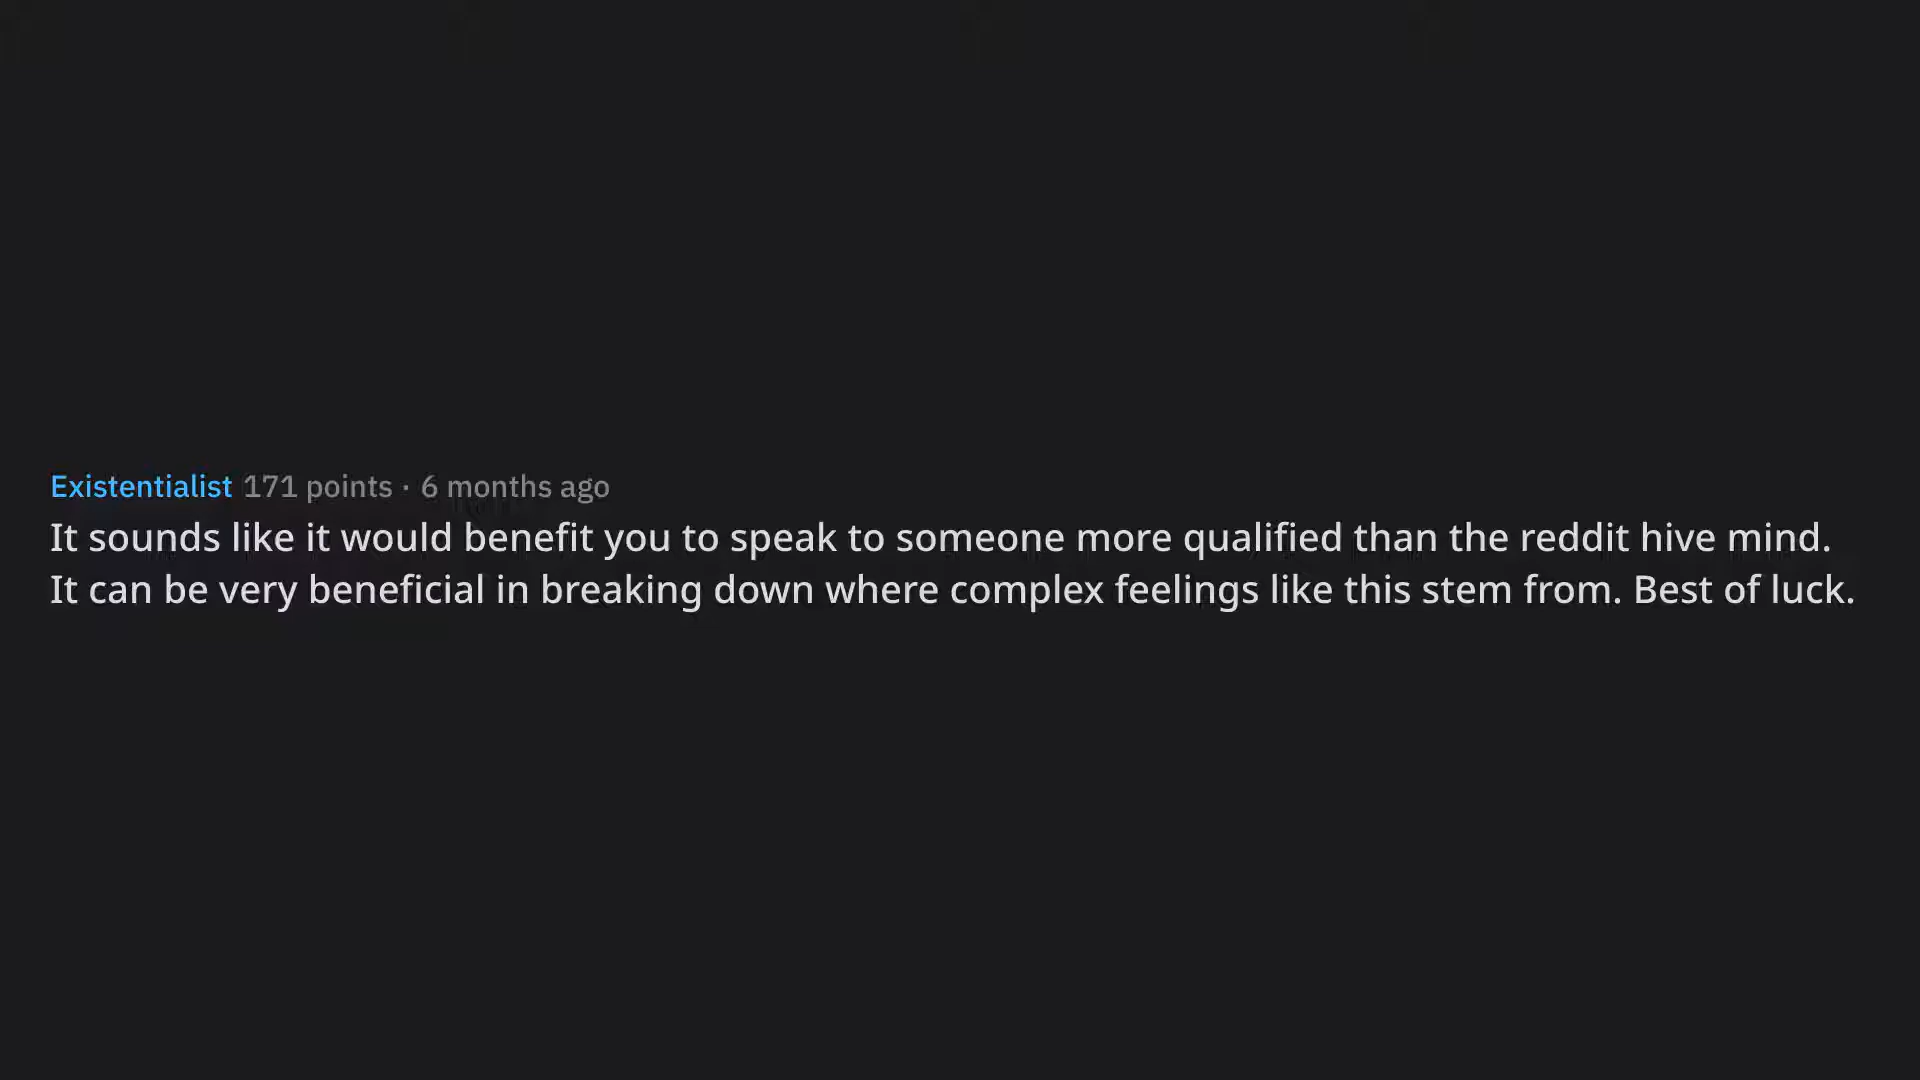 Existentialist 171 points · 6 months ago
It sounds like it would benefit you to speak to someone more qualified than the reddit hive mind.
It can be very beneficial in breaking down where complex feelings like this stem from. Best of luck.